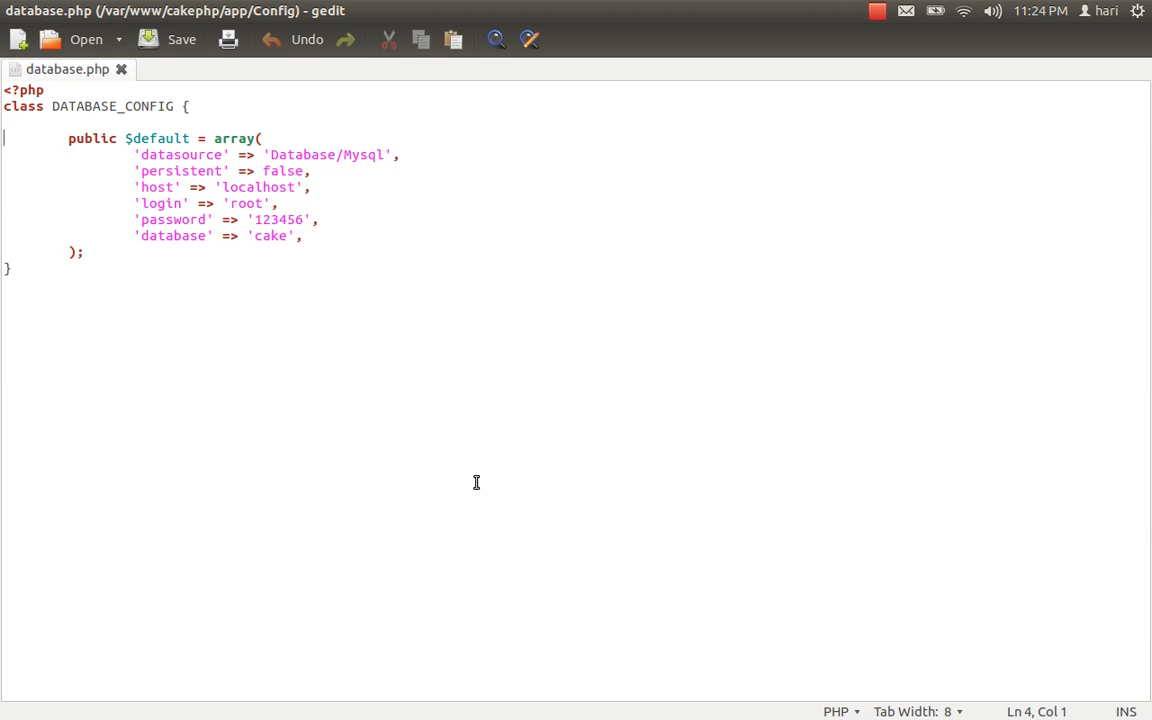 database.php (/var/www/cakephp/app/Config) - gedit
11:24 PM hari
Open Save Undo
database.php
<?php
class DATABASE_CONFIG {
public $default = array(
'datasource' => 'Database/Mysql',
'persistent' => false,
'host' => 'localhost',
'login' => 'root',
'password' => '123456',
'database' => 'cake',
);
}
PHP Tab Width: 8 Ln 4, Col 1 INS